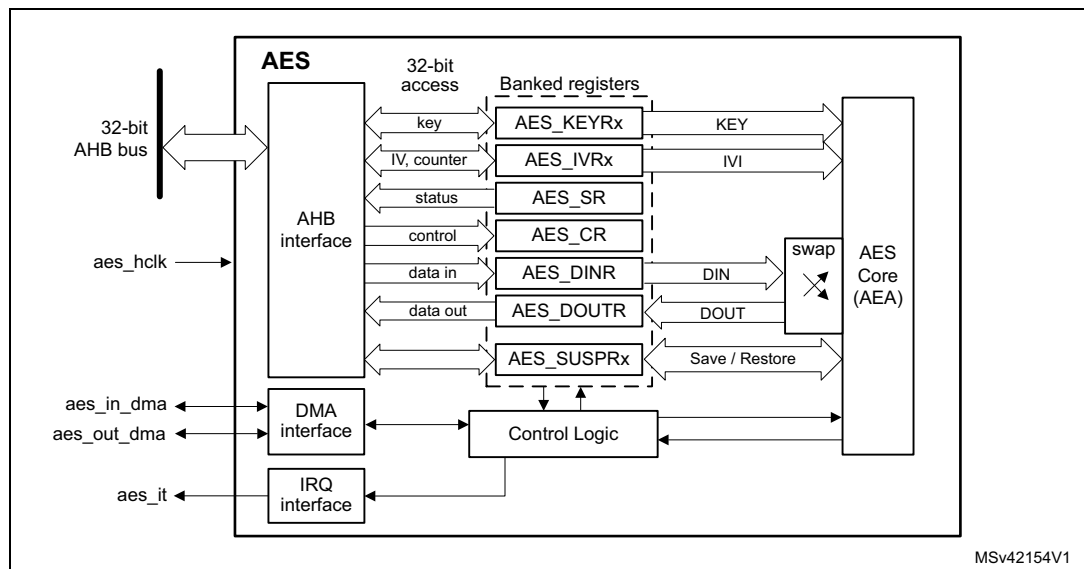 AES
32-bit
access
Banked registers
32-bit
AHB bus
key
AES_KEYRx
KEY
IV, counter
AES_IVRx
IVI
status
AES_SR
AHB
interface
control
AES_CR
swap
aes_hclk
data in
AES_DINR
DIN
AES
Core
(AEA)
data out
AES_DOUTR
DOUT
AES_SUSPRx
Save / Restore
aes_in_dma
aes_out_dma
DMA
interface
Control Logic
aes_it
IRQ
interface
MSv42154V1